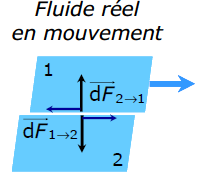 Fluide réel
en mouvement
1
dF2→1
dF1→2
2